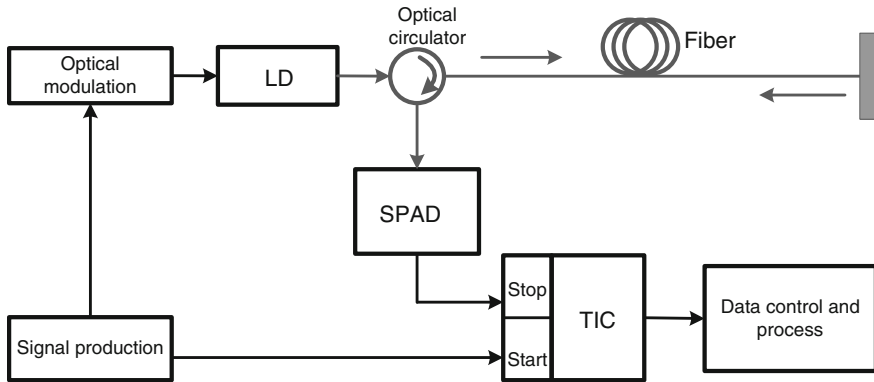 Optical
circulator
Fiber
Optical
modulation
LD
SPAD
Stop
TIC
Data control and
process
Signal production
Start